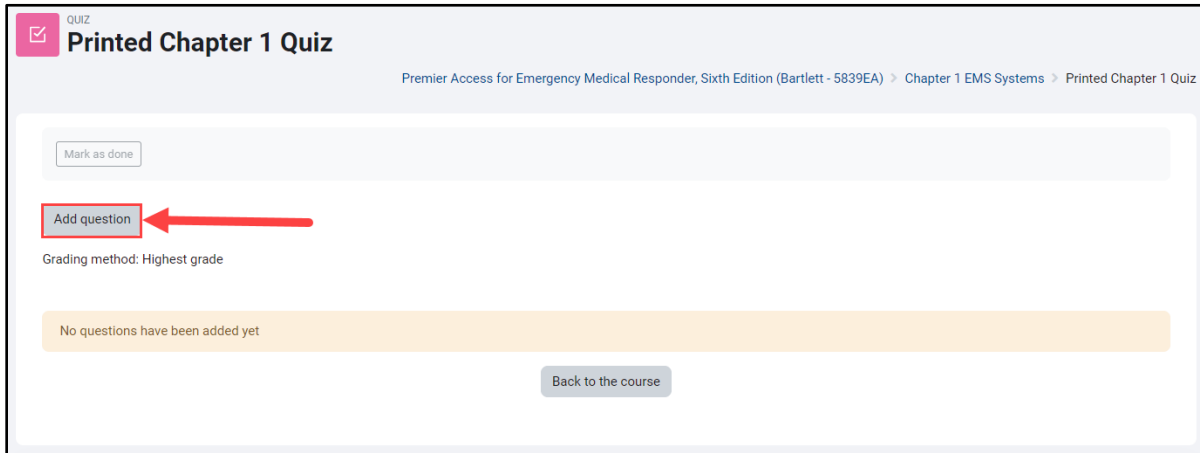 QUIZ
Printed Chapter 1 Quiz
Premier Access for Emergency Medical Responder, Sixth Edition (Bartlett - 5839EA) > Chapter 1 EMS Systems > Printed Chapter 1 Quiz
Mark as done
Add question
Grading method: Highest grade
No questions have been added yet
Back to the course